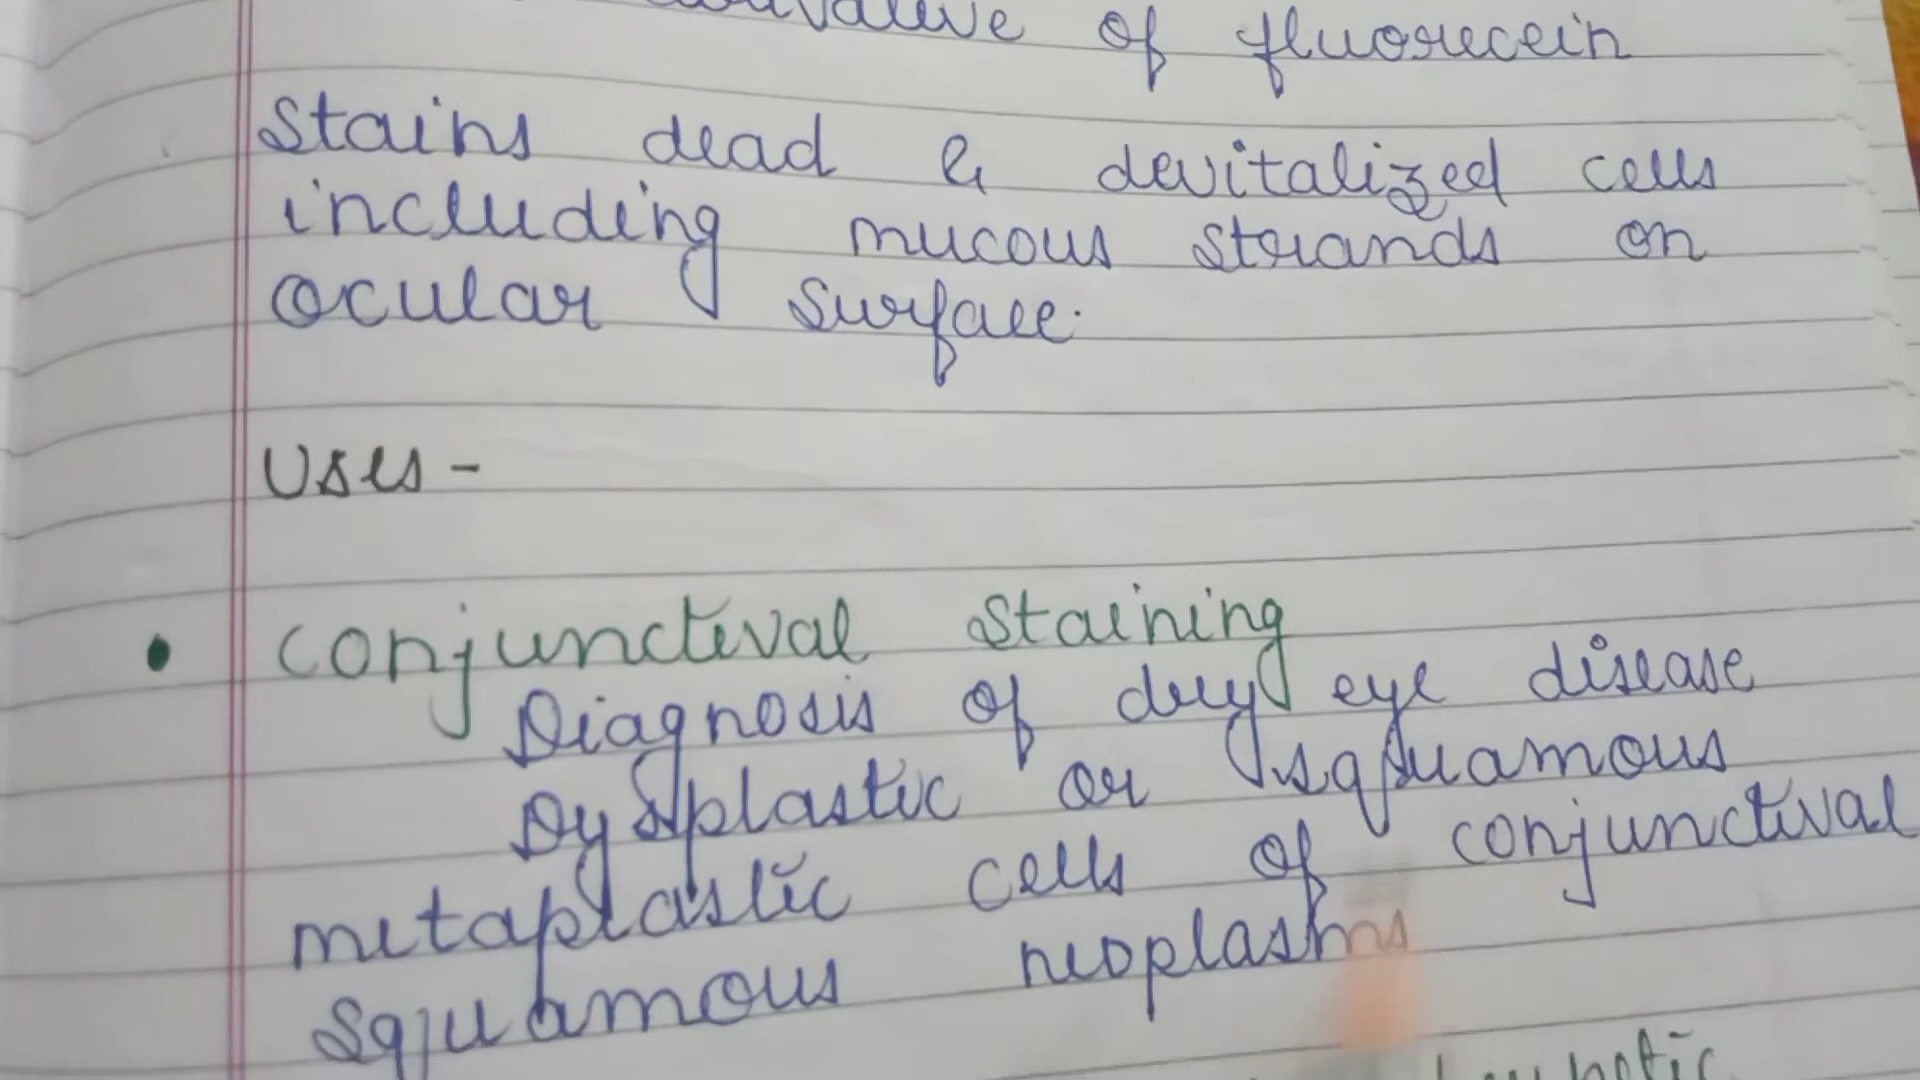 of fluorecein
Stains dead & devitalized cells
including mucous strands on
ocular surface.
Uses -
• Conjunctival Staining
Diagnosis of dry eye disease
Dysplastic or squamous
metaplastic cells of conjunctival
Squamous neoplasms